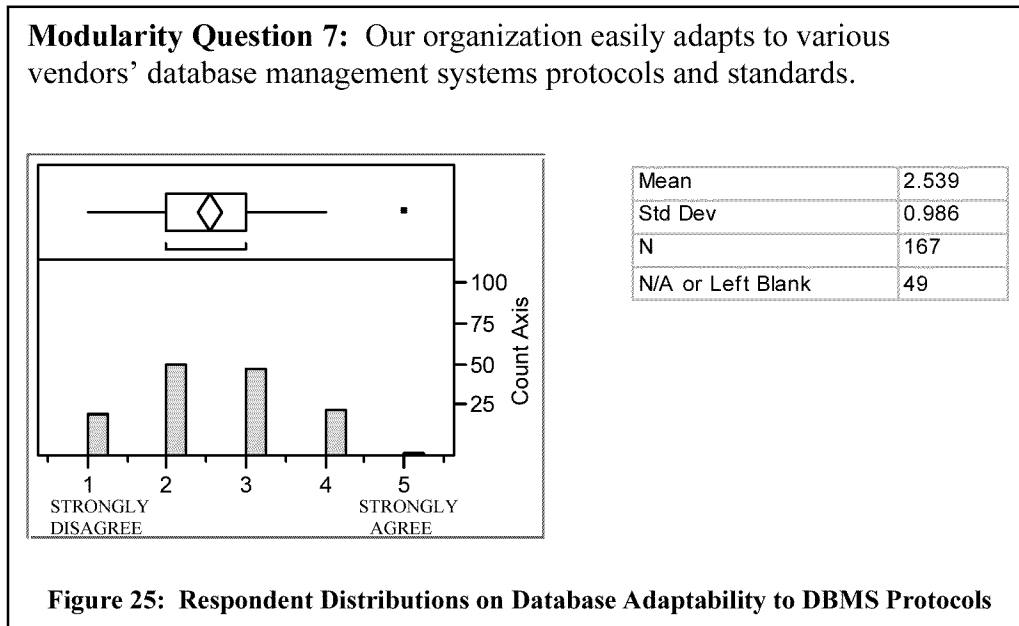 Modularity Question 7: Our organization easily adapts to various
vendors’ database management systems protocols and standards.
100
75
50
25
Count Axis
1 2 3 4 5
STRONGLY DISAGREE
STRONGLY AGREE
Mean 2.539
Std Dev 0.986
N 167
N/A or Left Blank 49
Figure 25: Respondent Distributions on Database Adaptability to DBMS Protocols